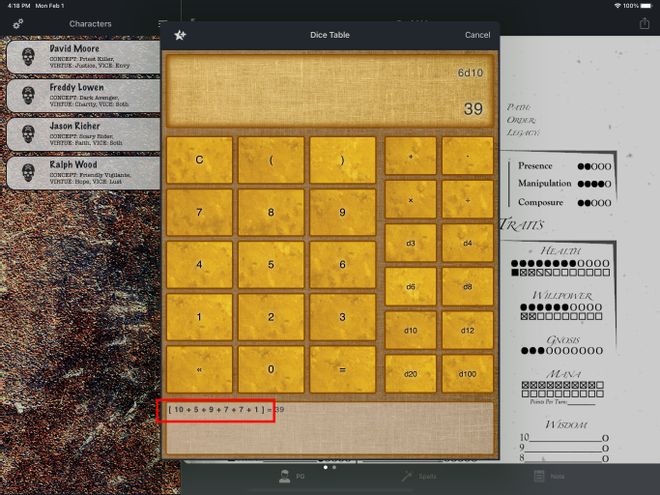 4:18 PM Mon Feb 1
100%
Characters
David Moore
CONCEPT: Priest Killer,
VIRTUE: Justice, VICE: Envy
Freddy Lowen
CONCEPT: Dark Avenger,
VIRTUE: Charity, VICE: Soth
Jason Richer
CONCEPT: Scary Rider,
VIRTUE: Faith, VICE: Soth
Ralph Wood
CONCEPT: Friendly Vigilante,
VIRTUE: Hope, VICE: Lust
Dice Table
Cancel
6d10
39
C ( ) + -
7 8 9 × ÷
d3 d4
4 5 6 d6 d8
1 2 3 d10 d12
« 0 = d20 d100
[ 10 + 5 + 9 + 7 + 7 + 1 ] = 39
PATH:
ORDER:
LEGACY:
Presence
Manipulation
Composure
TRAITS
HEALTH
WILLPOWER
GNOSIS
MANA
Points Per Turn:
WISDOM
10
9
8
PG
Spells
Note